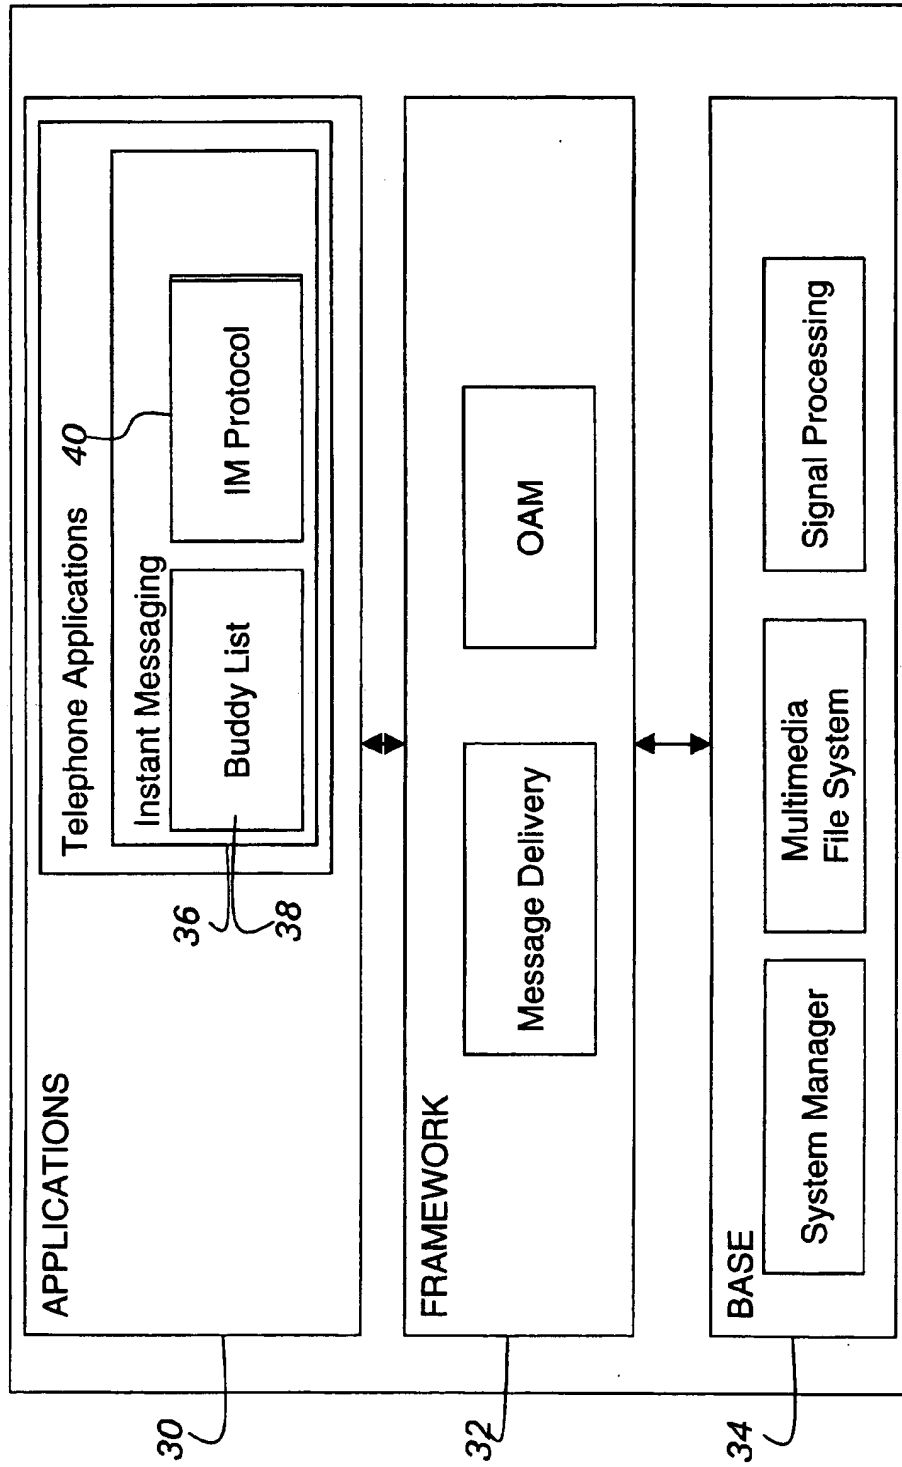 APPLICATIONS
Telephone Applications
40
Instant Messaging
Buddy List
IM Protocol
36
38
30
FRAMEWORK
Message Delivery
OAM
32
BASE
System Manager
Multimedia
File System
Signal Processing
34